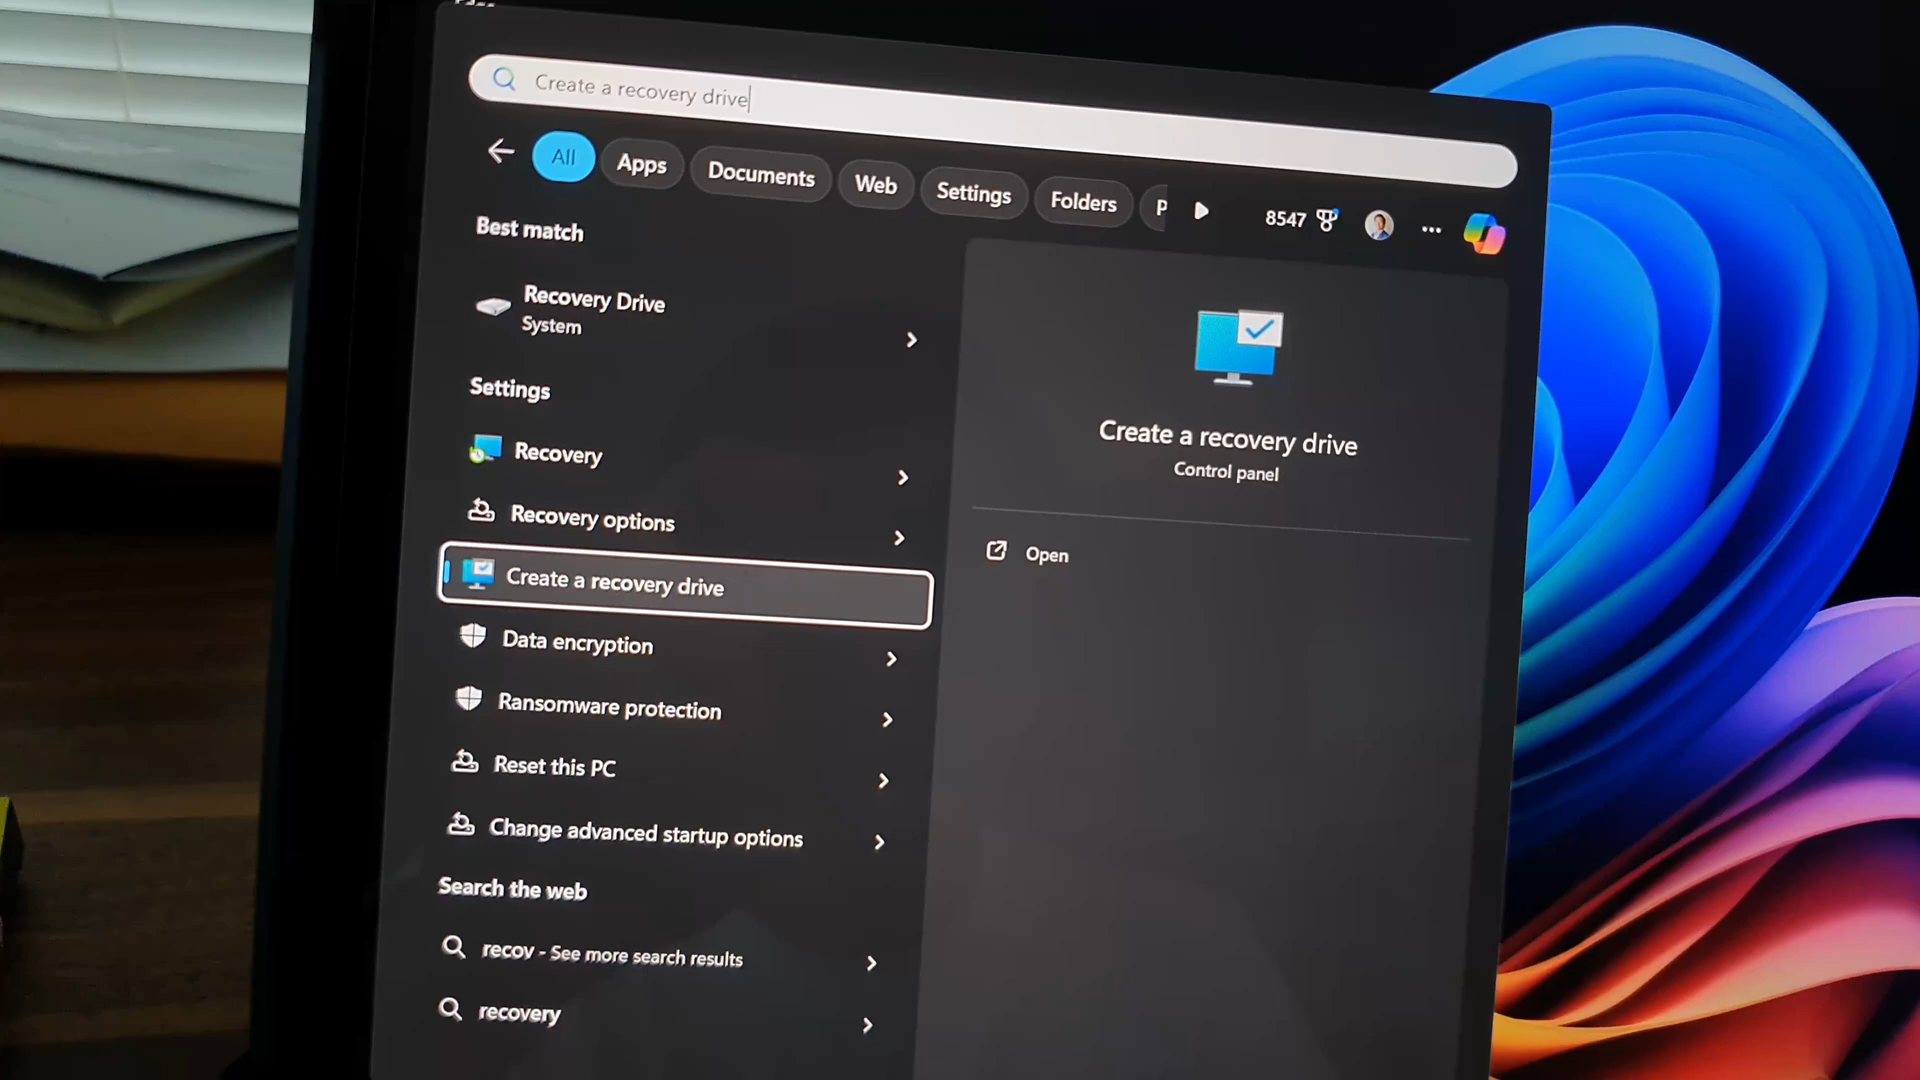 Create a recovery drive
All
Apps
Documents
Web
Settings
Folders
P
8547
Best match
Recovery Drive
System
Settings
Recovery
Recovery options
Create a recovery drive
Data encryption
Ransomware protection
Reset this PC
Change advanced startup options
Search the web
recov - See more search results
recovery
Create a recovery drive
Control panel
Open